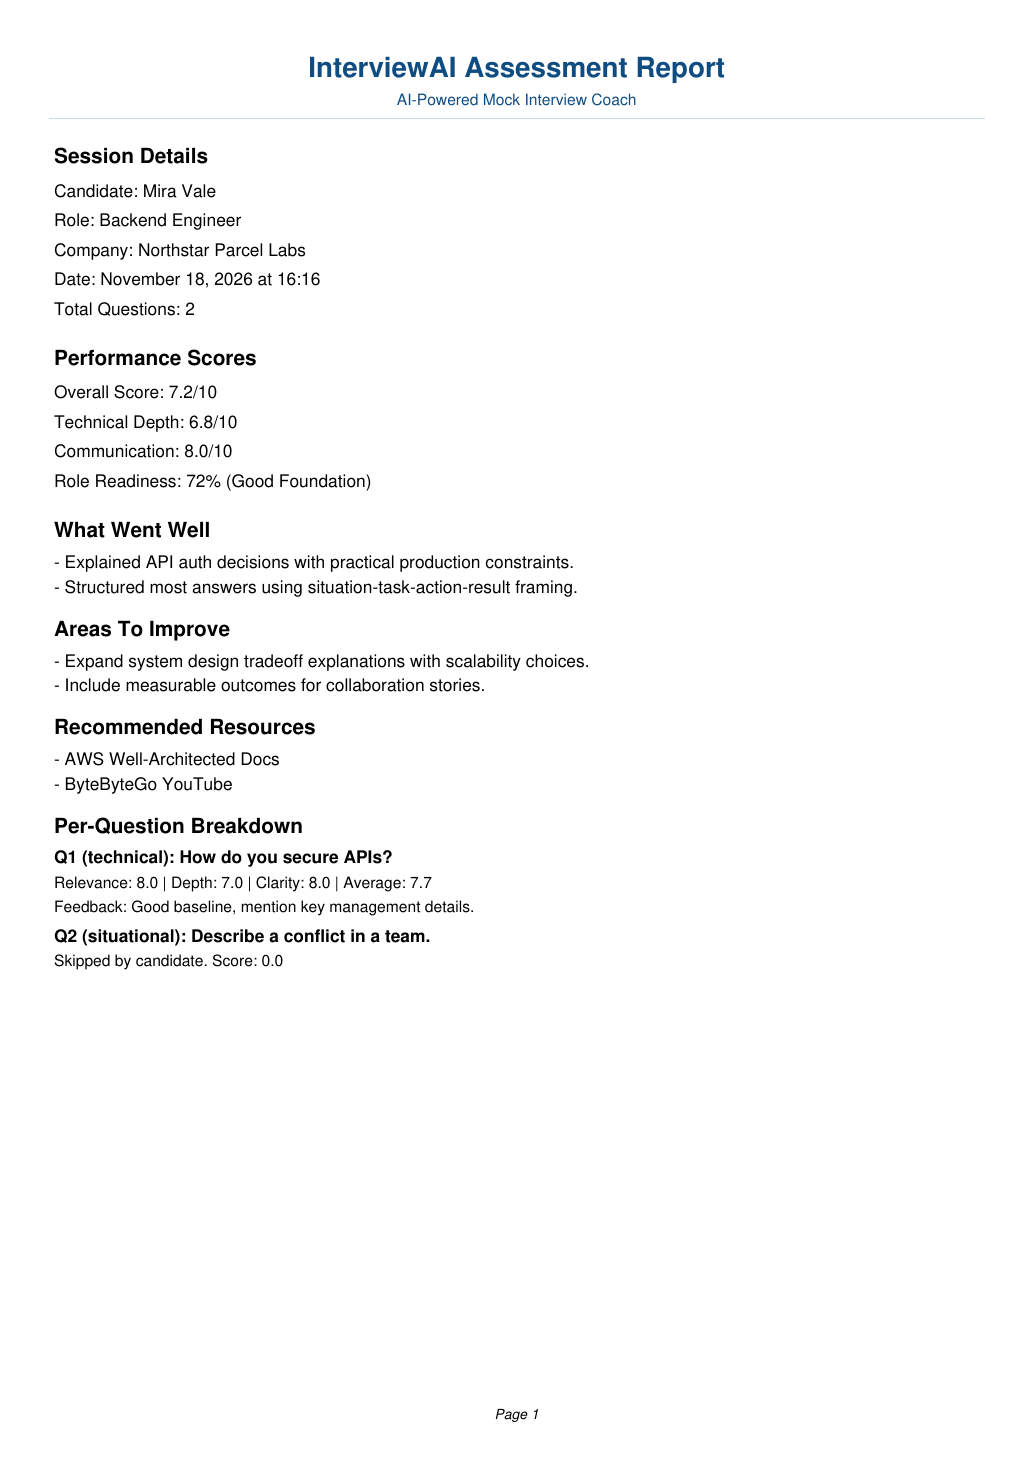 InterviewAI Assessment Report
AI-Powered Mock Interview Coach
Session Details
Candidate: Mira Vale
Role: Backend Engineer
Company: Northstar Parcel Labs
Date: November 18, 2026 at 16:16
Total Questions: 2
Performance Scores
Overall Score: 7.2/10
Technical Depth: 6.8/10
Communication: 8.0/10
Role Readiness: 72% (Good Foundation)
What Went Well
- Explained API auth decisions with practical production constraints.
- Structured most answers using situation-task-action-result framing.
Areas To Improve
- Expand system design tradeoff explanations with scalability choices.
- Include measurable outcomes for collaboration stories.
Recommended Resources
- AWS Well-Architected Docs
- ByteByteGo YouTube
Per-Question Breakdown
Q1 (technical): How do you secure APIs?
Relevance: 8.0 | Depth: 7.0 | Clarity: 8.0 | Average: 7.7
Feedback: Good baseline, mention key management details.
Q2 (situational): Describe a conflict in a team.
Skipped by candidate. Score: 0.0
Page 1